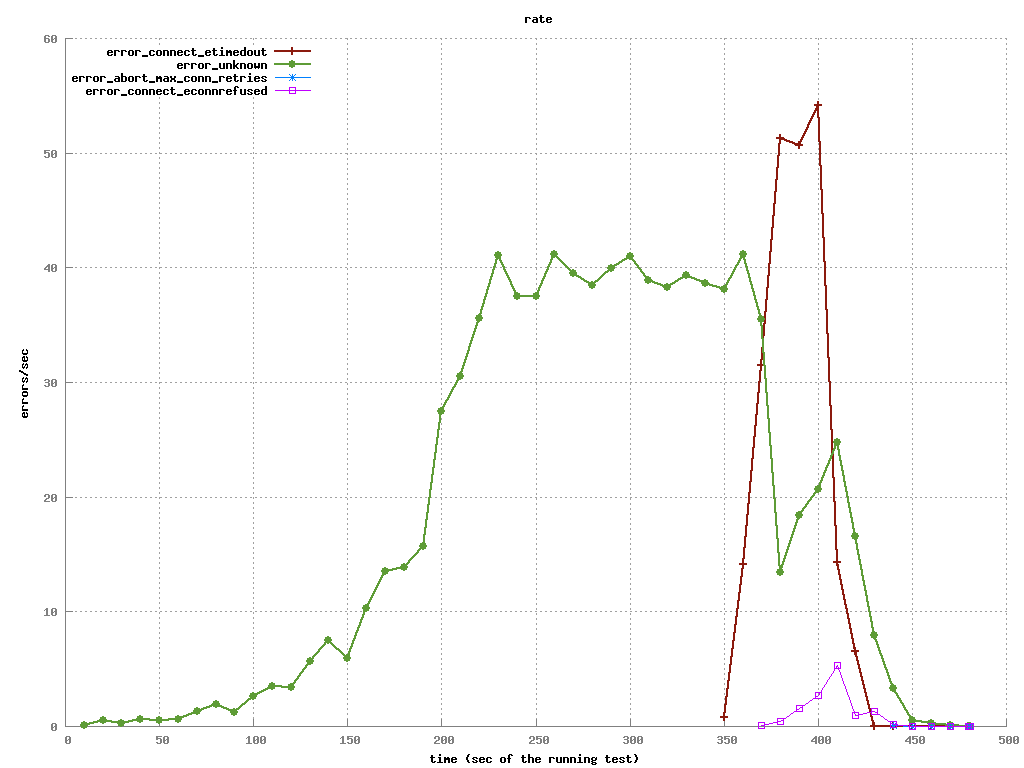 rate
60
error_connect_etimedout
error_unknown
error_abort_max_conn_retries
error_connect_econnrefused
50
40
30
20
10
0
errors/sec
0 50 100 150 200 250 300 350 400 450 500
time (sec of the running test)